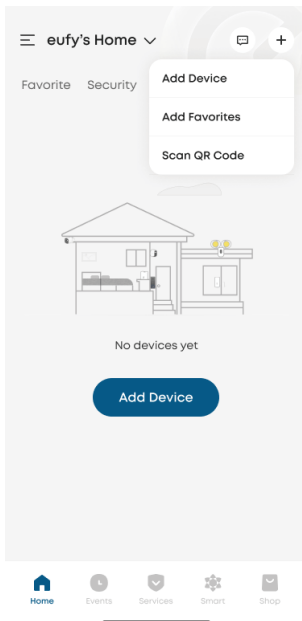 eufy's Home
Favorite Security
Add Device
Add Favorites
Scan QR Code
No devices yet
Add Device
Home Events Services Smart Shop